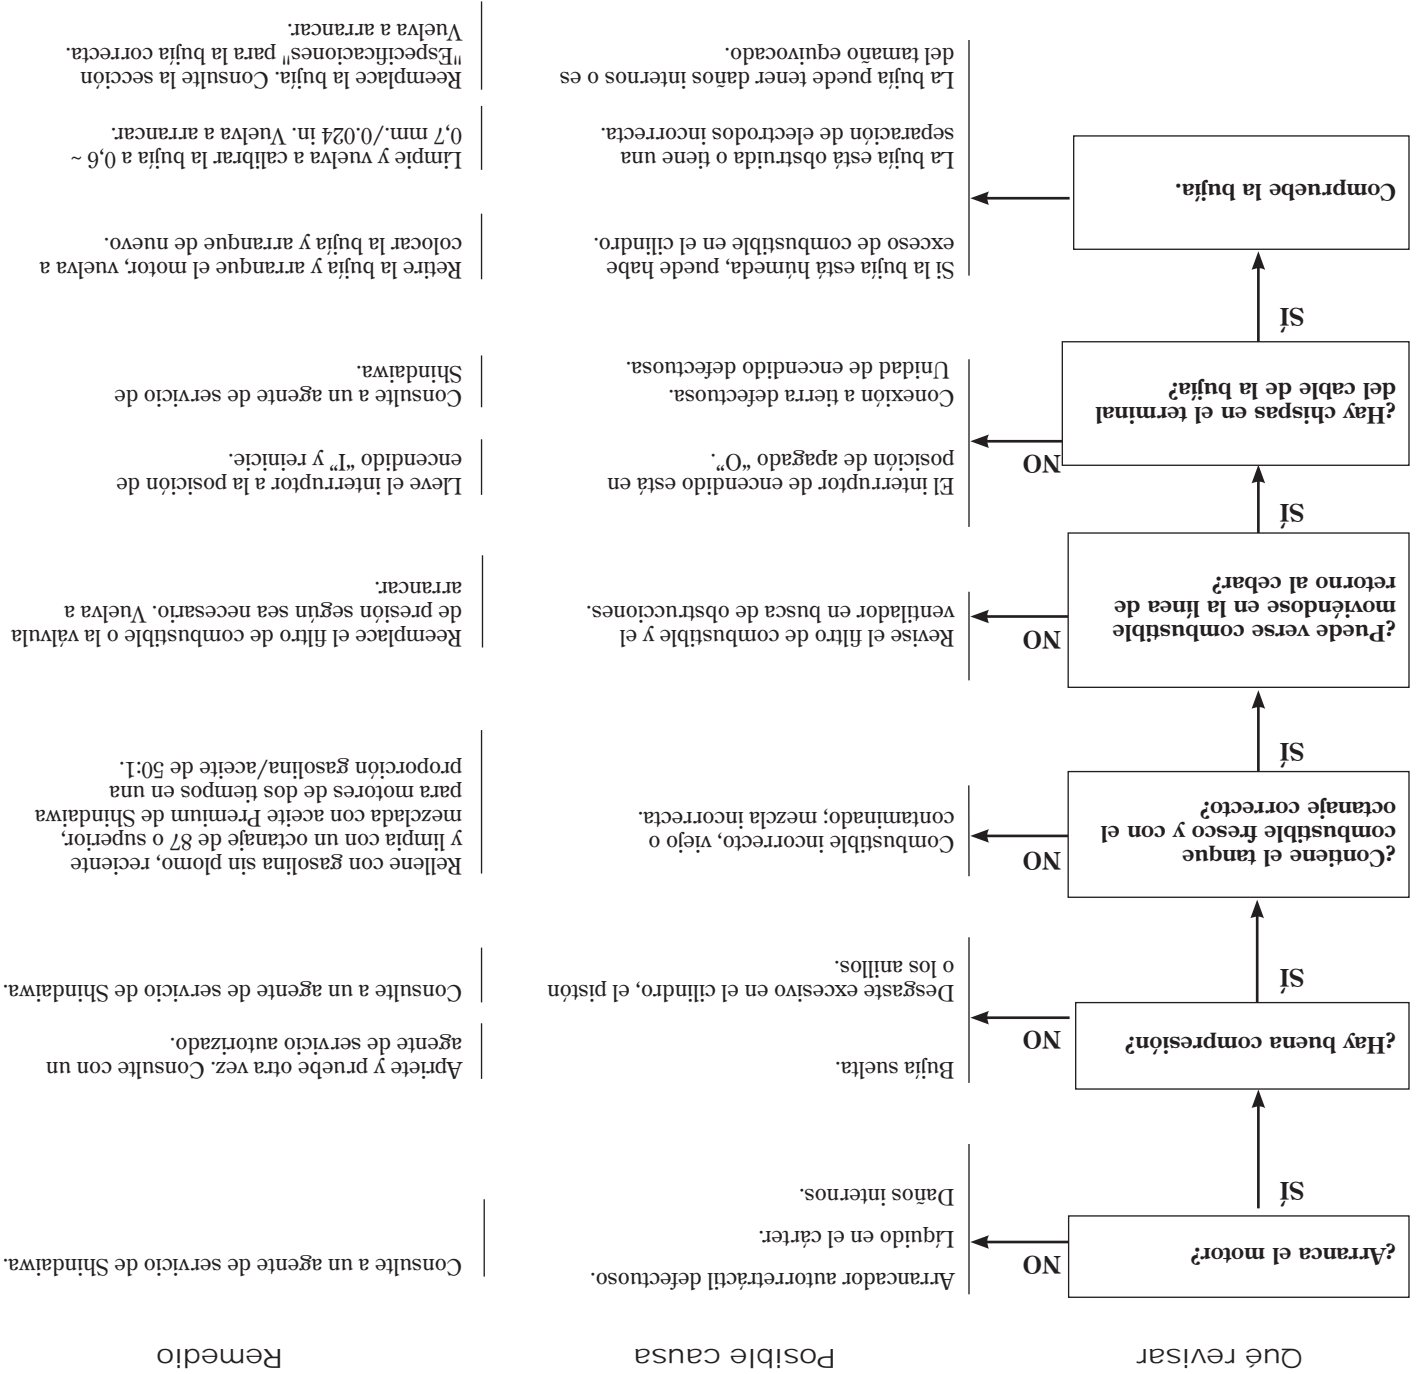 Qué revisar
Posible causa
Remedio
¿Arranca el motor?
NO
Arrancador autorretráctil defectuoso.
Líquido en el cárter.
Daños internos.
Consulte a un agente de servicio de Shindaiwa.
SÍ
¿Hay buena compresión?
NO
Bujía suelta.
Apriete y pruebe otra vez. Consulte con un
agente de servicio autorizado.
Desgaste excesivo en el cilindro, el pistón
o los anillos.
Consulte a un agente de servicio de Shindaiwa.
SÍ
¿Contiene el tanque
combustible fresco y con el
octanaje correcto?
NO
Combustible incorrecto, viejo o
contaminado; mezcla incorrecta.
Rellene con gasolina sin plomo, reciente
y limpia con un octanaje de 87 o superior,
mezclada con aceite Premium de Shindaiwa
para motores de dos tiempos en una
proporción gasolina/aceite de 50:1.
SÍ
¿Puede verse combustible
moviéndose en la línea de
retorno al cebar?
NO
Revise el filtro de combustible y el
ventilador en busca de obstrucciones.
Reemplace el filtro de combustible o la válvula
de presión según sea necesario. Vuelva a
arrancar.
SÍ
¿Hay chispas en el terminal
del cable de la bujía?
NO
El interruptor de encendido está en
posición de apagado “O”.
Lleve el interruptor a la posición de
encendido “I” y reinicie.
Conexión a tierra defectuosa.
Unidad de encendido defectuosa.
Consulte a un agente de servicio de
Shindaiwa.
SÍ
Compruebe la bujía.
Si la bujía está húmeda, puede habe
exceso de combustible en el cilindro.
Retire la bujía y arranque el motor, vuelva a
colocar la bujía y arranque de nuevo.
La bujía está obstruida o tiene una
separación de electrodos incorrecta.
Limpie y vuelva a calibrar la bujía a 0,6 ~
0,7 mm./0.024 in. Vuelva a arrancar.
La bujía puede tener daños internos o es
del tamaño equivocado.
Reemplace la bujía. Consulte la sección
"Especificaciones" para la bujía correcta.
Vuelva a arrancar.